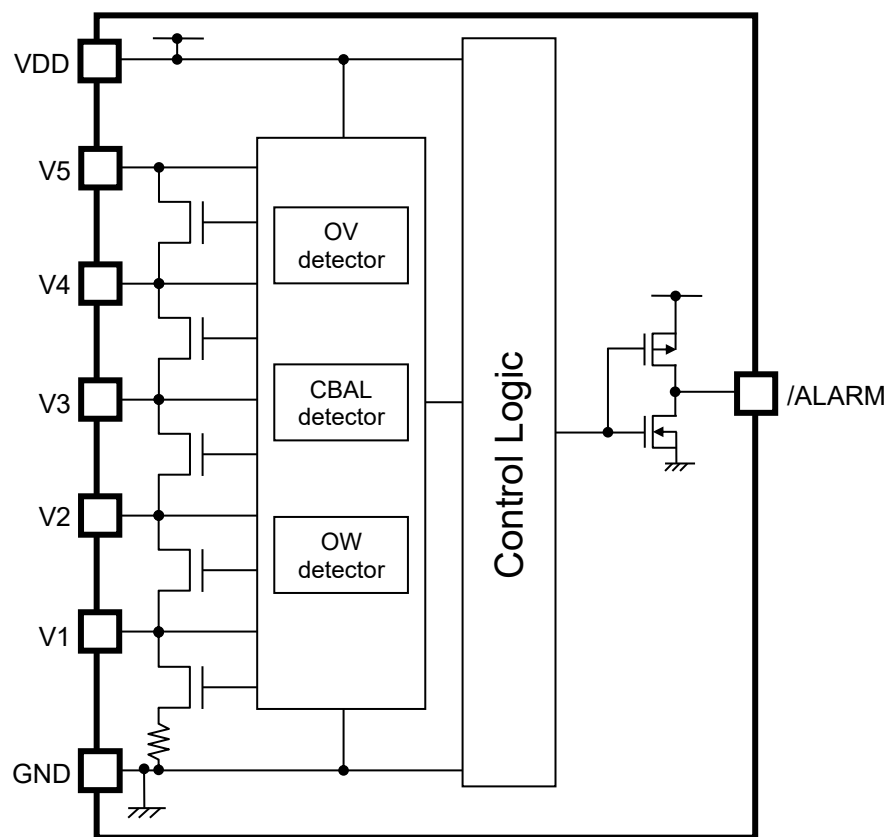 VDD
V5
V4
V3
V2
V1
GND
OV
detector
CBAL
detector
OW
detector
Control Logic
/ALARM